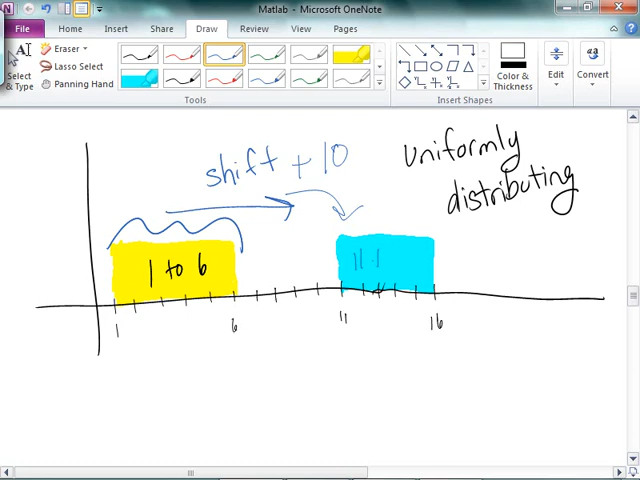 Matlab - Microsoft OneNote
File Home Insert Share Draw Review View Pages
Select & Type
Eraser
Lasso Select
Panning Hand
Color & Thickness
Edit
Convert
Tools
Insert Shapes
shift +10
uniformly
distributing
1 to 6
11.
1 6 11 16